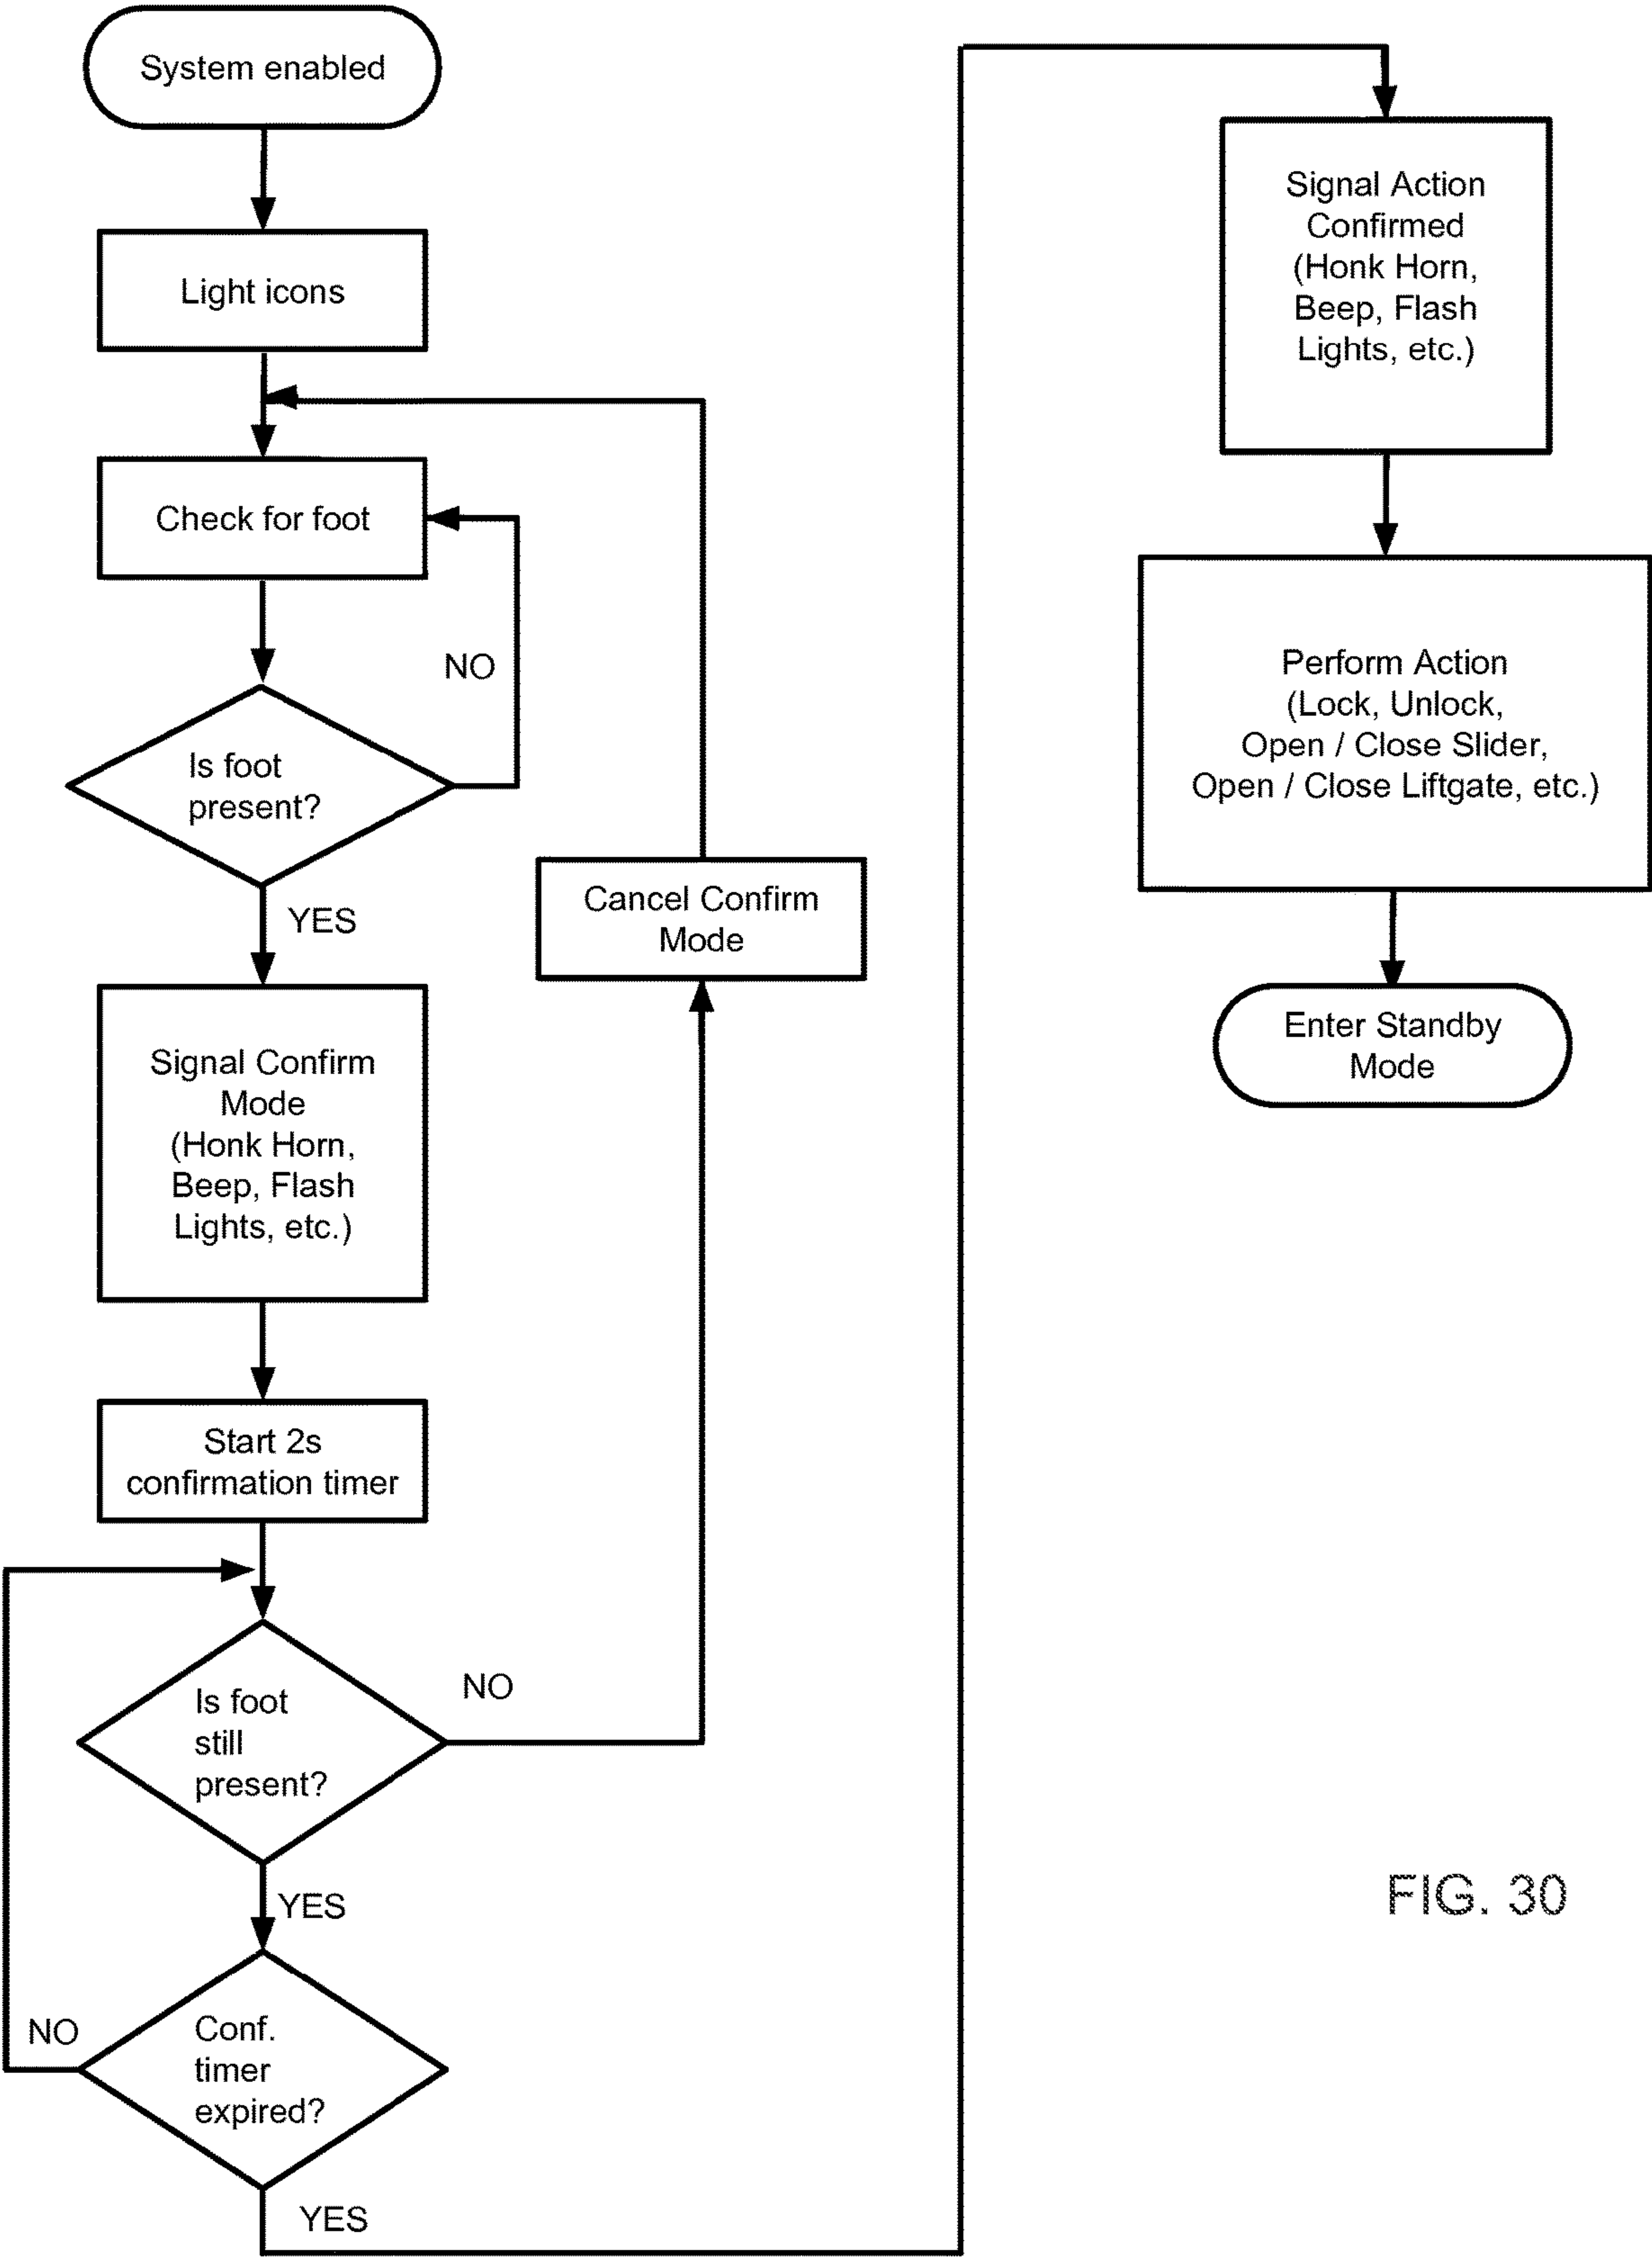 System enabled
Light icons
Check for foot
NO
Is foot
present?
YES
Cancel Confirm
Mode
Signal Confirm
Mode
(Honk Horn,
Beep, Flash
Lights, etc.)
Start 2s
confirmation timer
Is foot
still
present?
NO
YES
Conf.
timer
expired?
NO
YES
Signal Action
Confirmed
(Honk Horn,
Beep, Flash
Lights, etc.)
Perform Action
(Lock, Unlock,
Open / Close Slider,
Open / Close Liftgate, etc.)
Enter Standby
Mode
FIG. 30